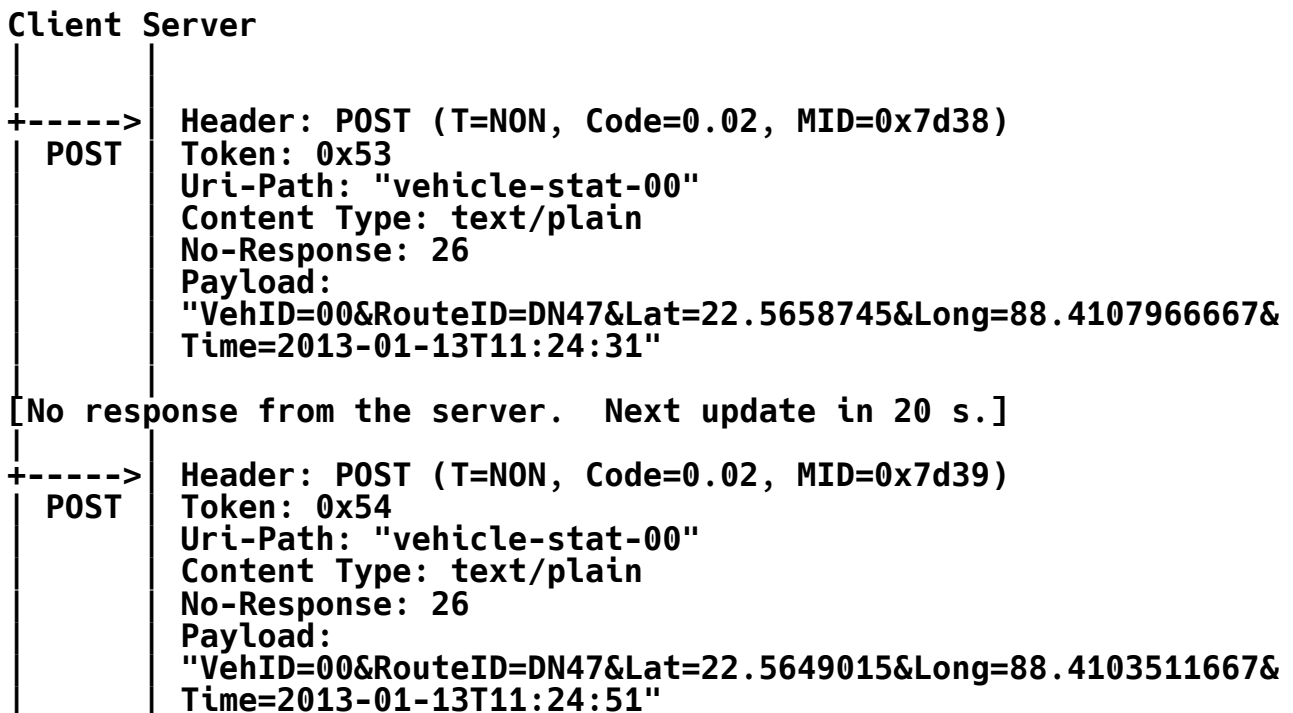 Client Server
|       |
|       |
+----->| Header: POST (T=NON, Code=0.02, MID=0x7d38)
| POST | Token: 0x53
|       | Uri-Path: "vehicle-stat-00"
|       | Content Type: text/plain
|       | No-Response: 26
|       | Payload:
|       | "VehID=00&RouteID=DN47&Lat=22.5658745&Long=88.4107966667&
|       | Time=2013-01-13T11:24:31"
|       |
[No response from the server.  Next update in 20 s.]
|       |
+----->| Header: POST (T=NON, Code=0.02, MID=0x7d39)
| POST | Token: 0x54
|       | Uri-Path: "vehicle-stat-00"
|       | Content Type: text/plain
|       | No-Response: 26
|       | Payload:
|       | "VehID=00&RouteID=DN47&Lat=22.5649015&Long=88.4103511667&
|       | Time=2013-01-13T11:24:51"